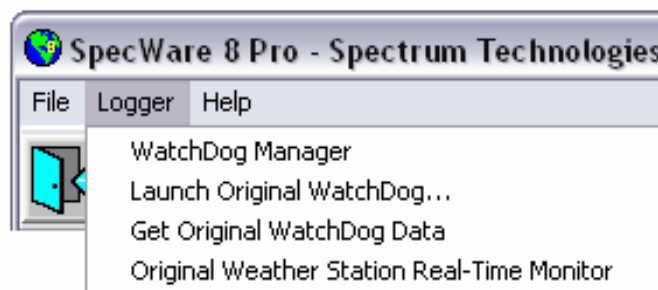 SpecWare 8 Pro - Spectrum Technologies
File Logger Help
WatchDog Manager
Launch Original WatchDog...
Get Original WatchDog Data
Original Weather Station Real-Time Monitor